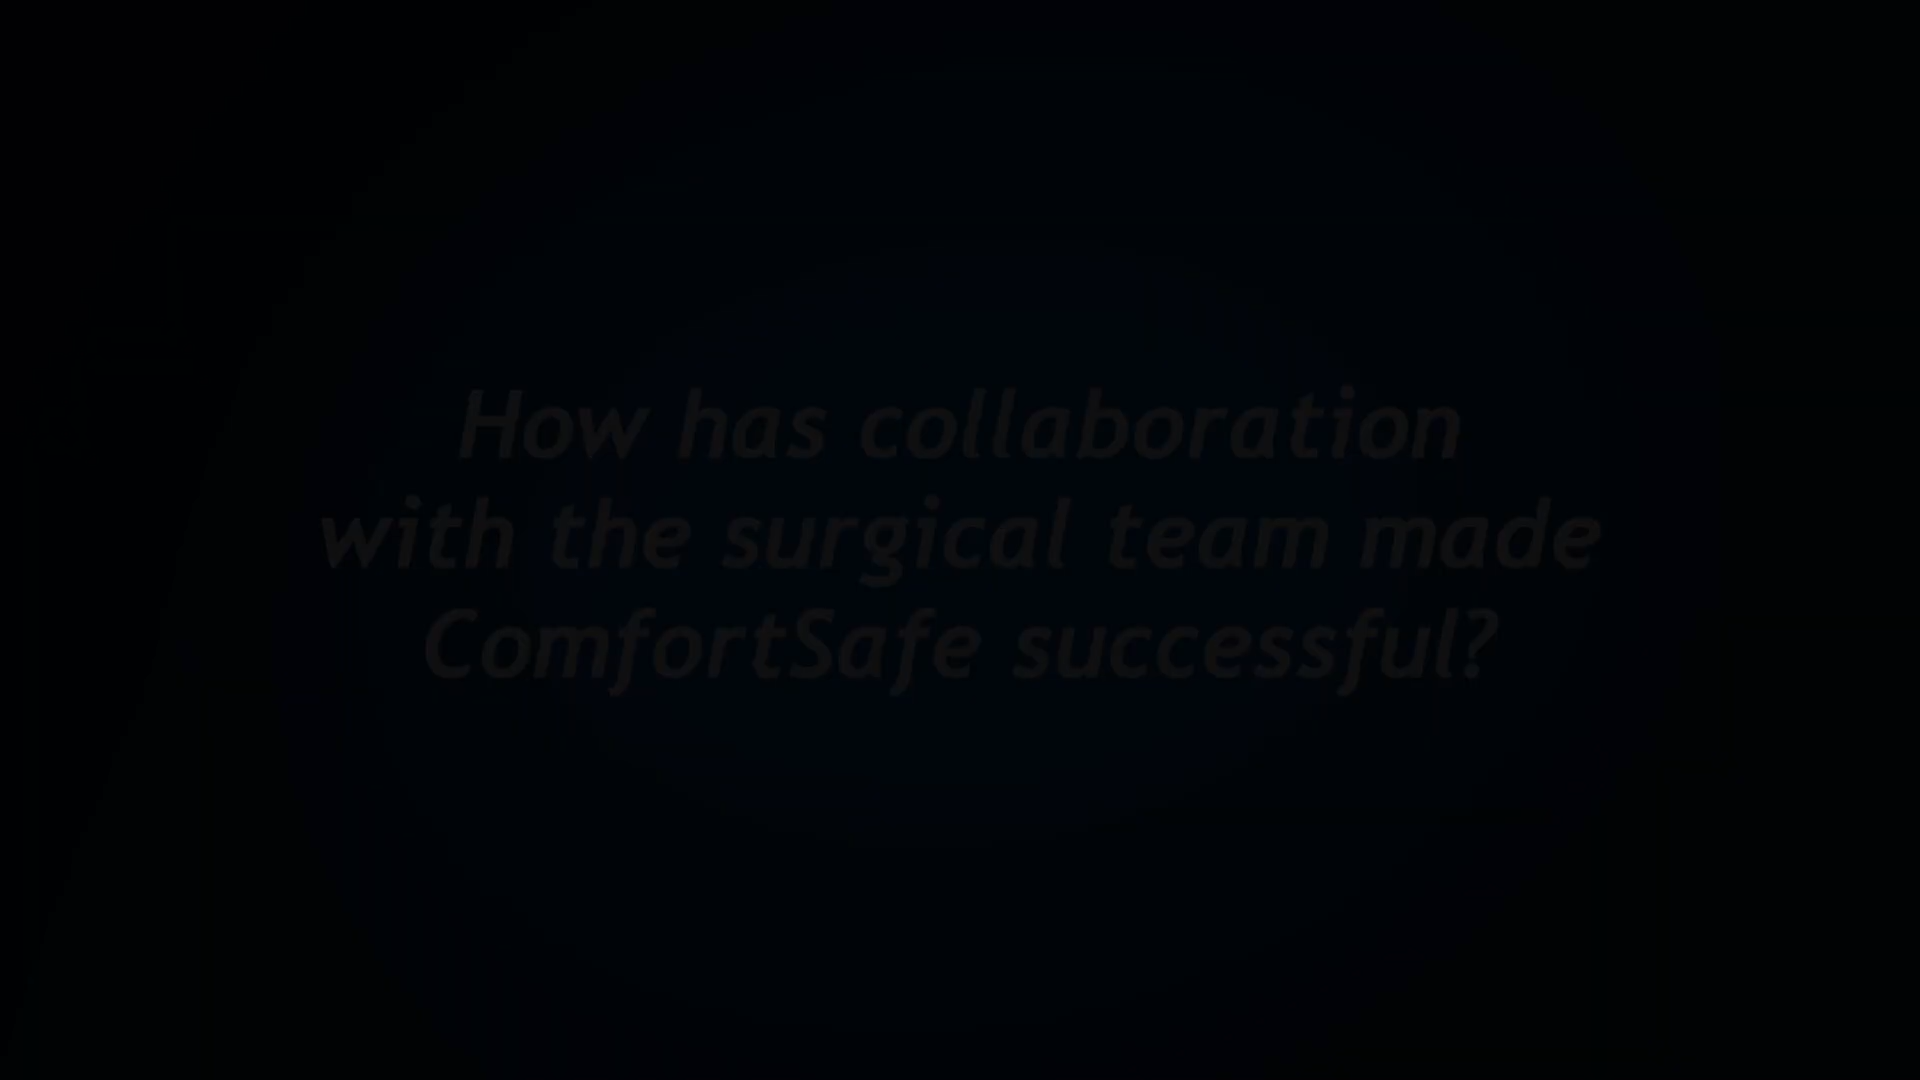 How has collaboration
with the surgical team made
ComfortSafe successful?